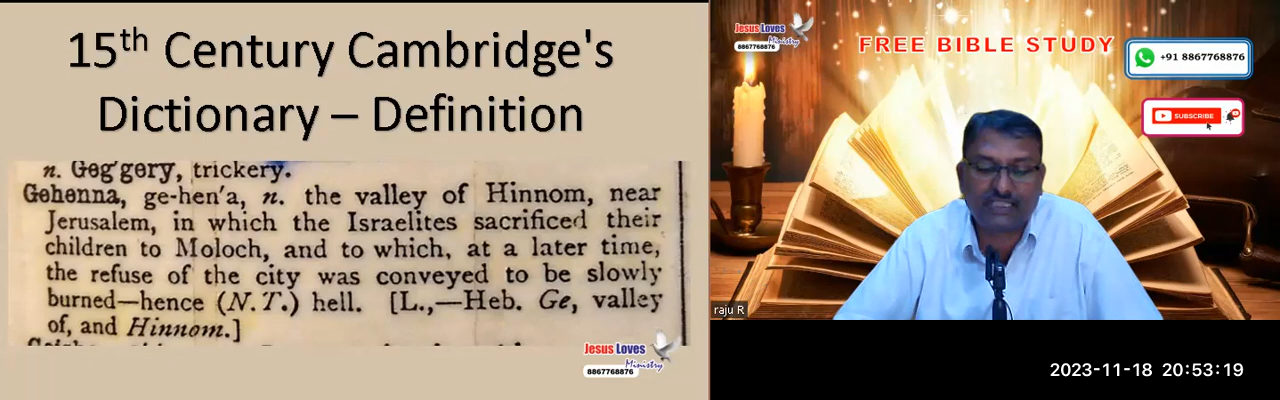 15th Century Cambridge's
Dictionary – Definition
n. Gog'gery, trickery.
Gehenna, ge-hen'a, n. the valley of Hinnom, near
Jerusalem, in which the Israelites sacrificed their
children to Moloch, and to which, at a later time,
the refuse of the city was conveyed to be slowly
burned—hence (N.T.) hell. [L.,—Heb. Ge, valley
of, and Hinnom.]
Jesus Loves
Ministry
8867768876
Jesus Loves
Ministry
8867768876
FREE BIBLE STUDY
+91 8867768876
SUBSCRIBE
raju R
2023-11-18 20:53:19